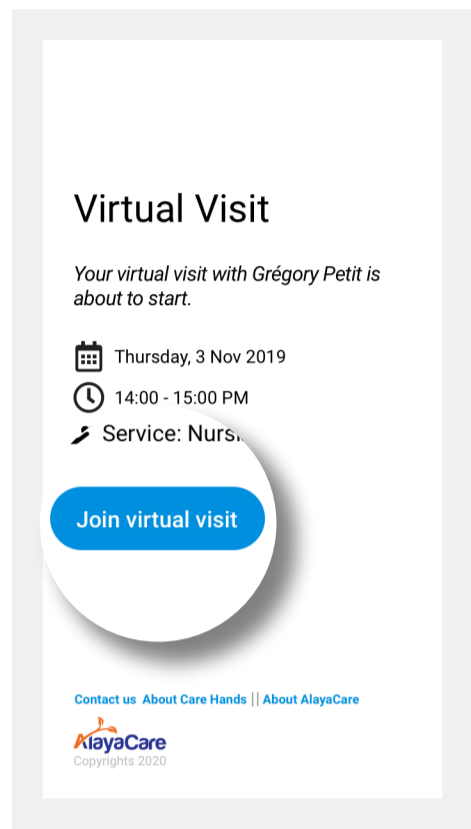 Virtual Visit
Your virtual visit with Grégory Petit is
about to start.
Thursday, 3 Nov 2019
14:00 - 15:00 PM
Service:
Join virtual visit
Contact us About Care Hands || About AlayaCare
AlayaCare
Copyrights 2020